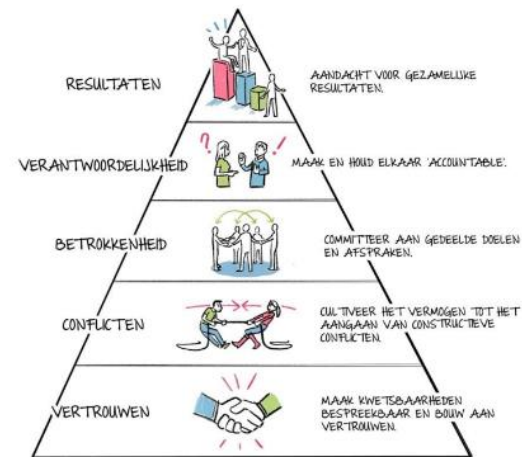 RESULTATEN
AANDACHT VOOR GEZAMELIJKE
RESULTATEN.
?
!
VERANTWOORDELIJKHEID
MAAK EN HOUD ELKAAR 'ACCOUNTABLE'.
BETROKKENHEID
COMMITTEER AAN GEDEELDE DOELEN
EN AFSPRAKEN.
CONFLICTEN
CULTIVEER HET VERMOGEN TOT HET
AANGAAN VAN CONSTRUCTIEVE
CONFLICTEN.
VERTROUWEN
MAAK KWETSBAARHEDEN
BESPREEKBAAR EN BOUW AAN
VERTROUWEN.